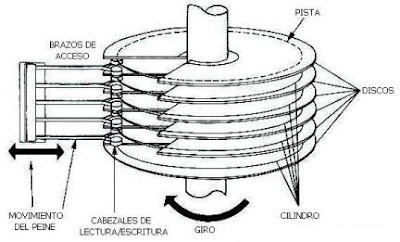 PISTA
BRAZOS DE
ACCESO
DISCOS
MOVIMIENTO
DEL PEINE
CABEZALES DE
LECTURA/ESCRITURA
GIRO
CILINDRO